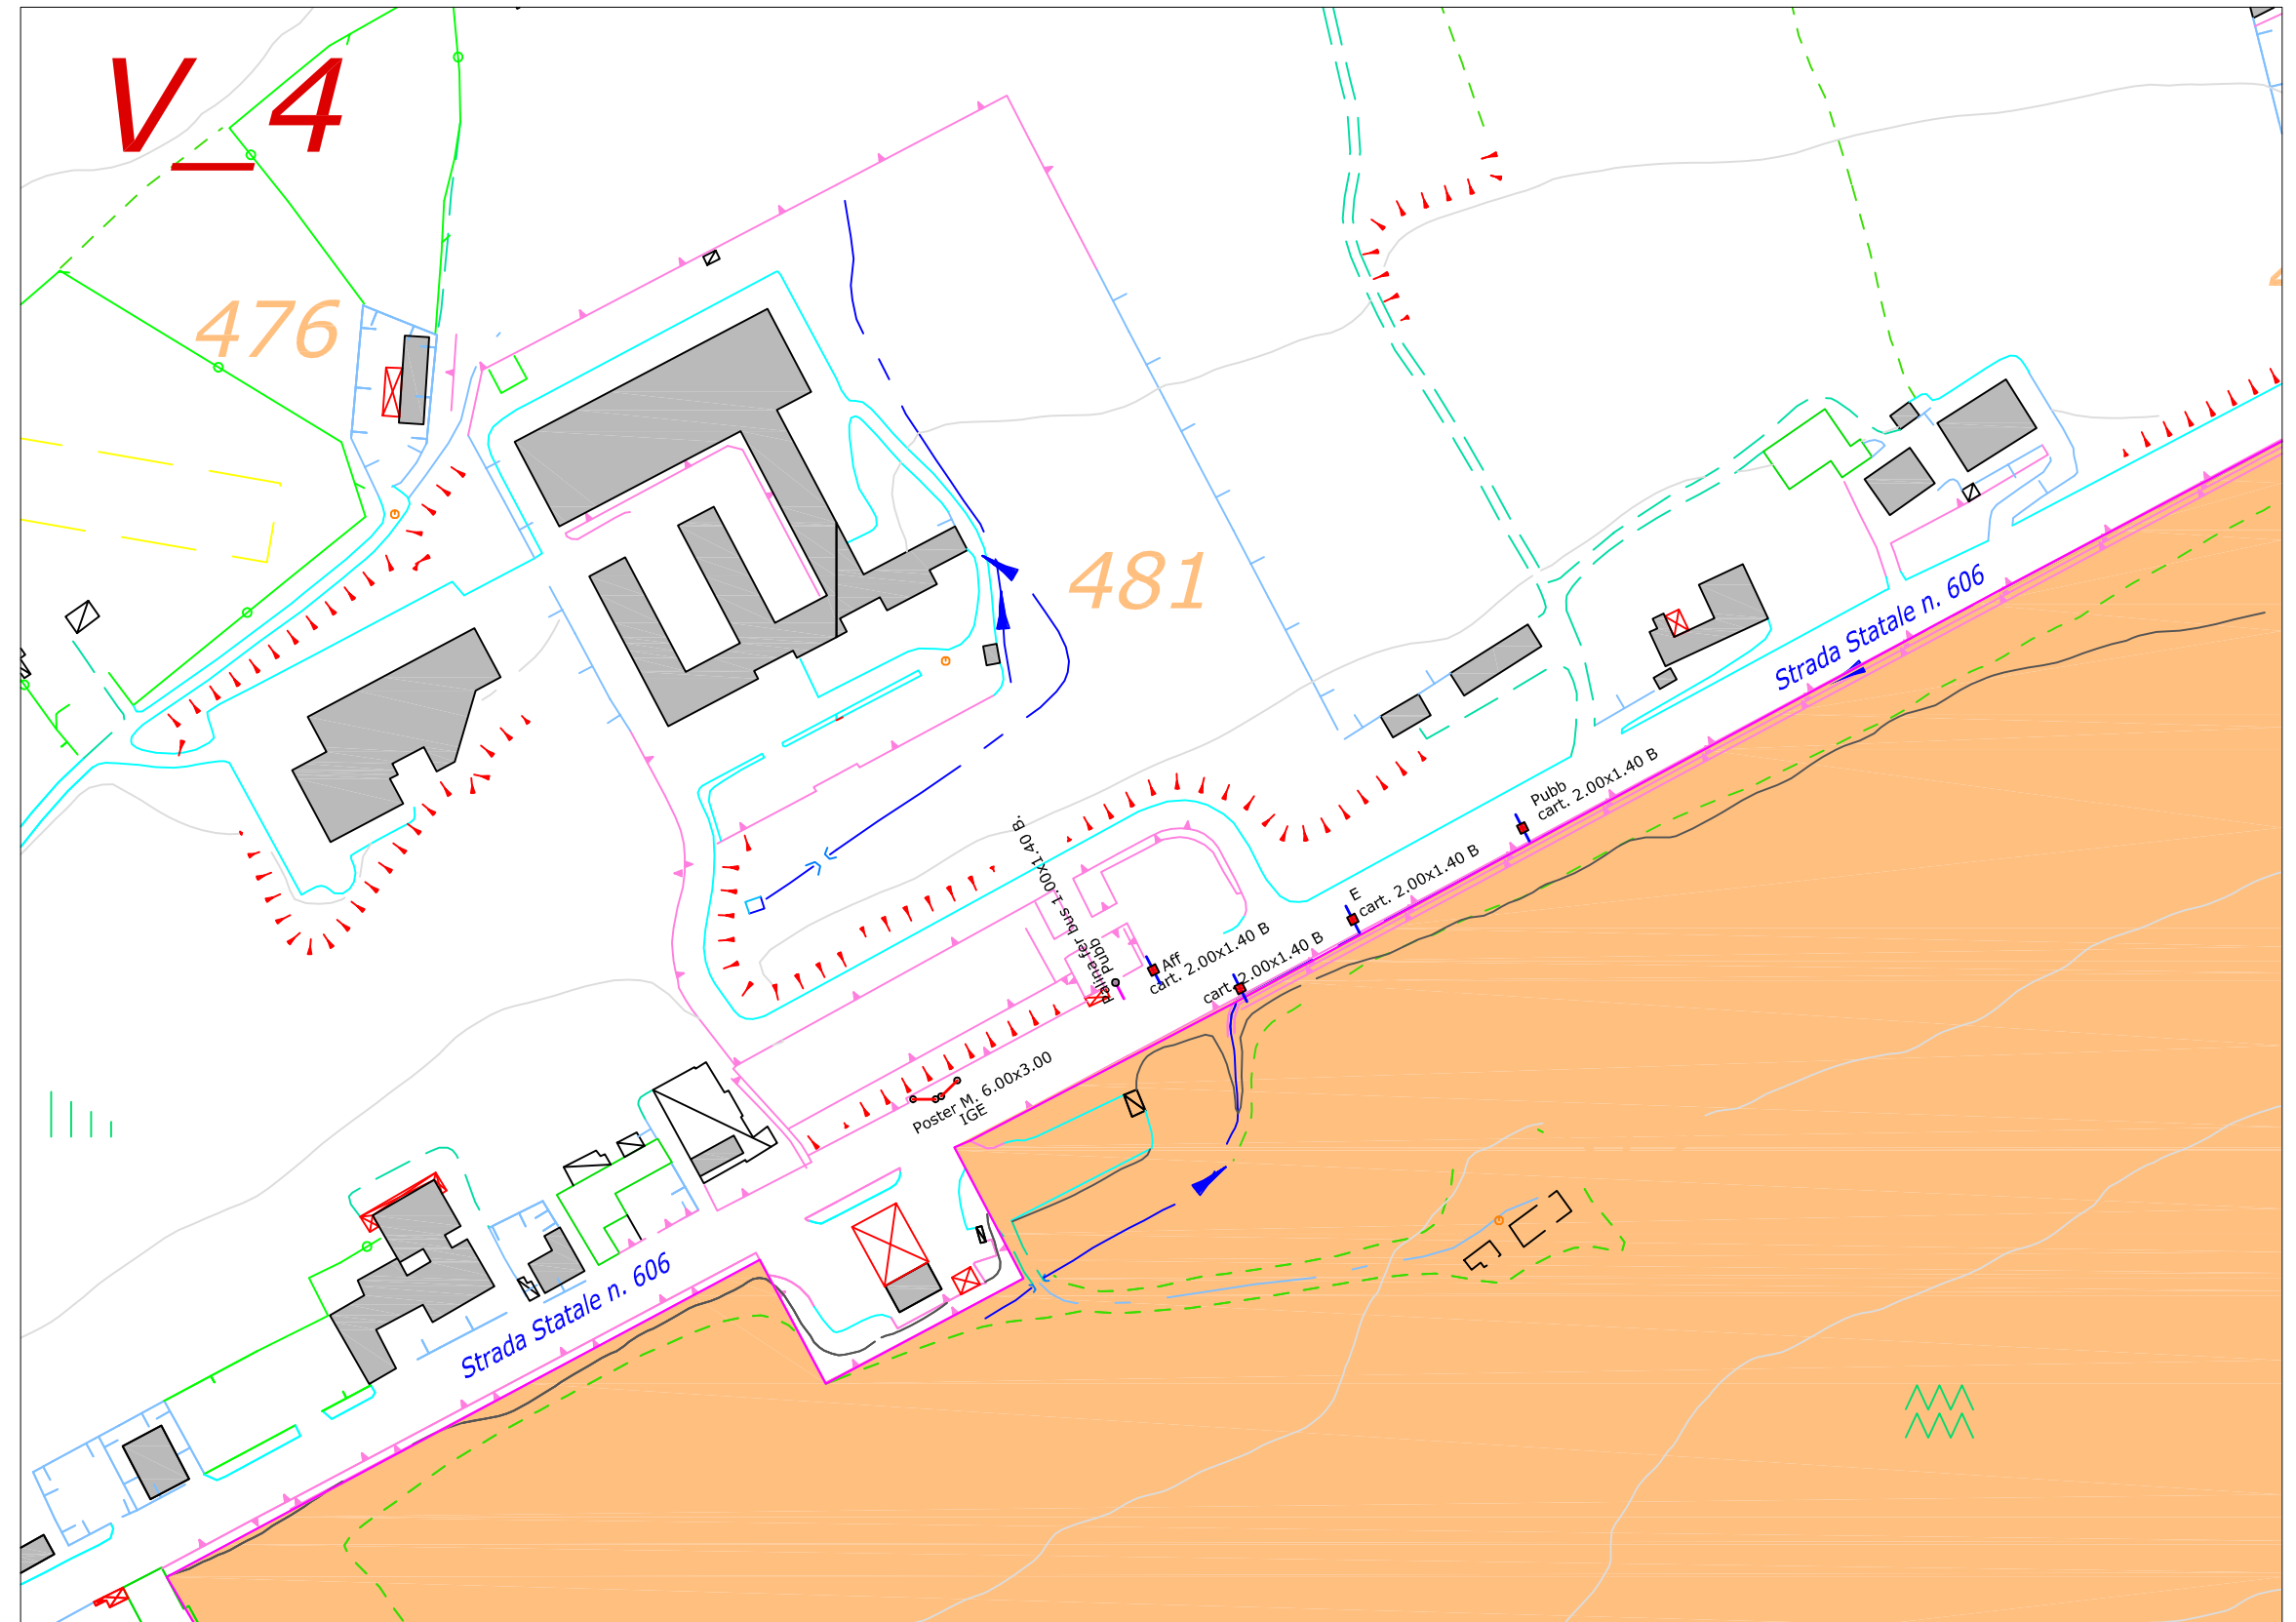 V_4
476
481
Strada Statale n. 606
Pubb
cart. 2.00x1.40 B
E
cart. 2.00x1.40 B
Aff
cart. 2.00x1.40 B
cart. 2.00x1.40 B
Palina fer bus 1.00x1.40 B.
Pubb
Poster M. 6.00x3.00
IGE
Strada Statale n. 606